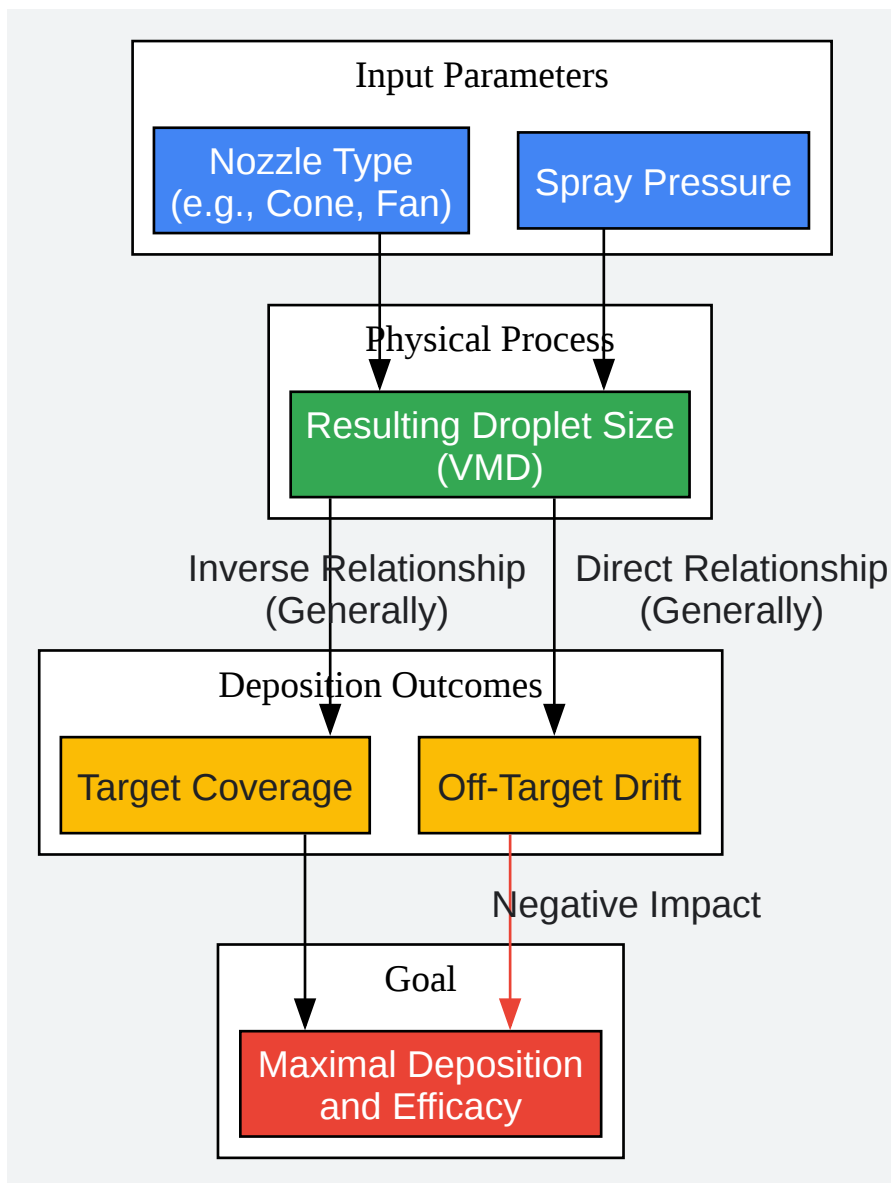 Input Parameters
Nozzle Type
(e.g., Cone, Fan)
Spray Pressure
Physical Process
Resulting Droplet Size
(VMD)
Inverse Relationship
(Generally)
Direct Relationship
(Generally)
Deposition Outcomes
Target Coverage
Off-Target Drift
Negative Impact
Goal
Maximal Deposition
and Efficacy